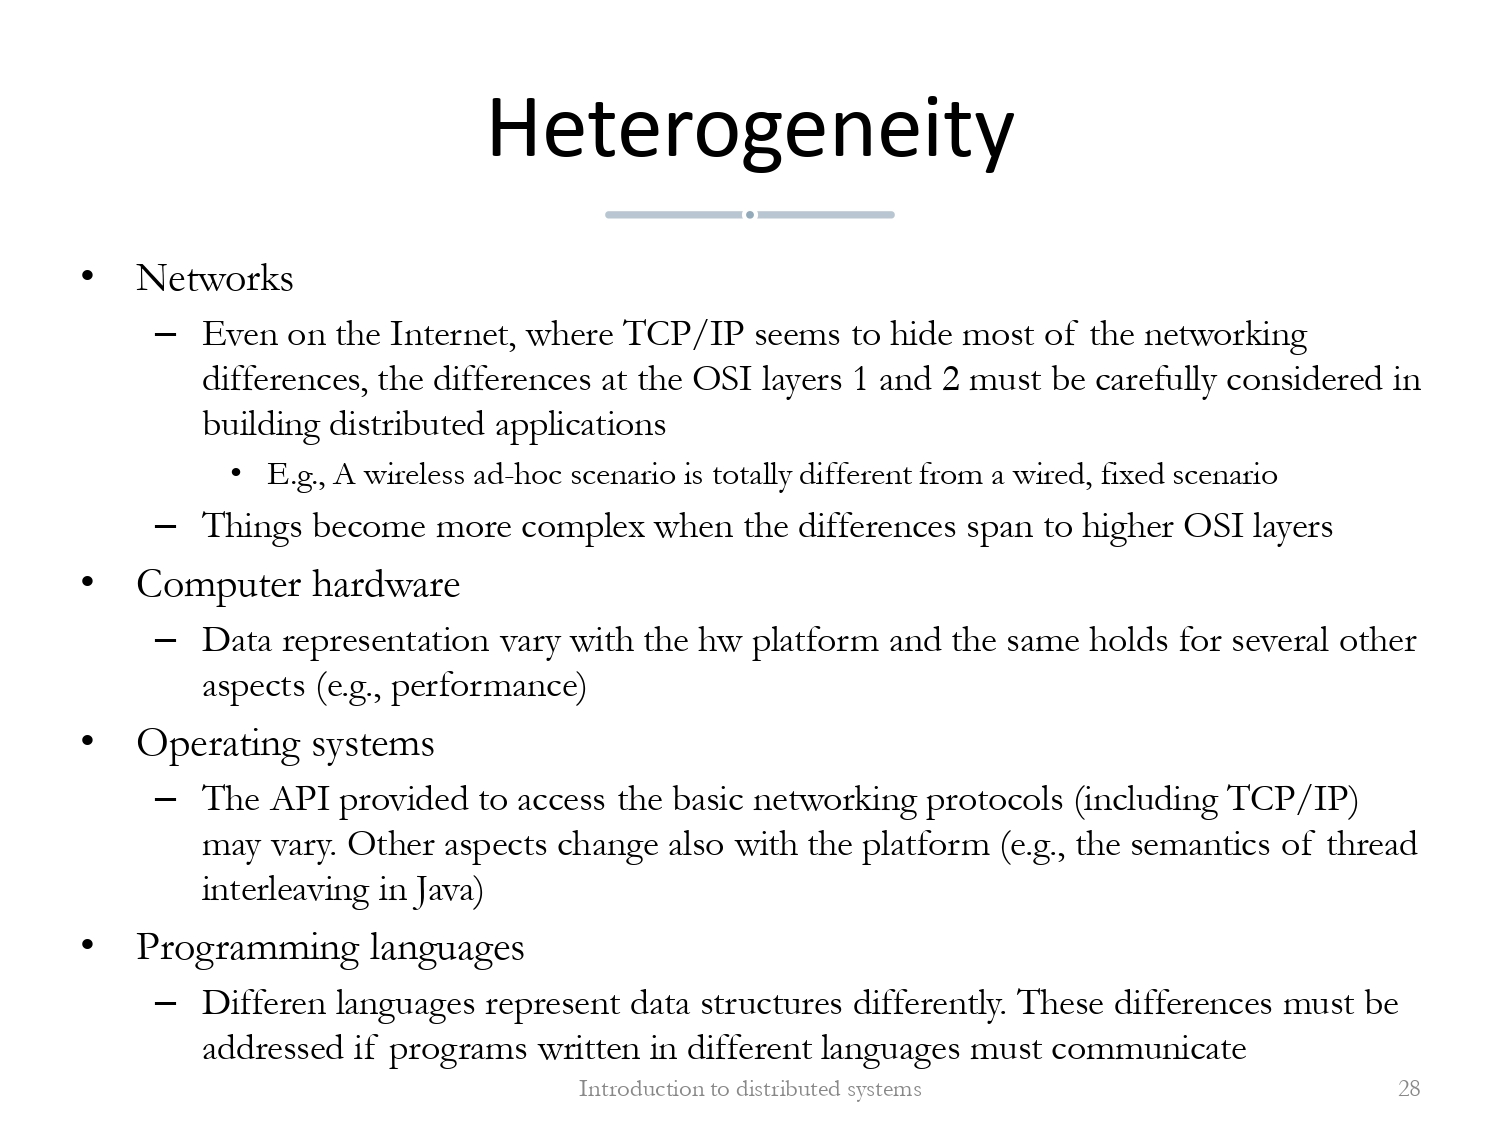 Heterogeneity
• Networks
– Even on the Internet, where TCP/IP seems to hide most of the networking
differences, the differences at the OSI layers 1 and 2 must be carefully considered in
building distributed applications
• E.g., A wireless ad-hoc scenario is totally different from a wired, fixed scenario
– Things become more complex when the differences span to higher OSI layers
• Computer hardware
– Data representation vary with the hw platform and the same holds for several other
aspects (e.g., performance)
• Operating systems
– The API provided to access the basic networking protocols (including TCP/IP)
may vary. Other aspects change also with the platform (e.g., the semantics of thread
interleaving in Java)
• Programming languages
– Differen languages represent data structures differently. These differences must be
addressed if programs written in different languages must communicate
Introduction to distributed systems
28